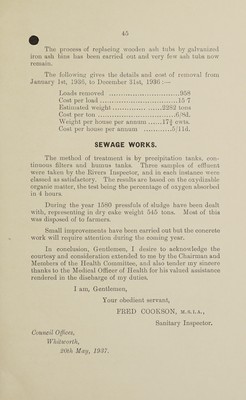 45
The process of replacing wooden ash tubs by galvanized
iron ash bins has been carried out and very few ash tubs now
remain.
The following gives the details and cost of removal from
January 1st, 1936, to December 31st, 1936:—
Loads removed ..............................958
Cost per load ..............................15 7
Estimated weight ....................2282 tons
Cost per ton ..............................6/8d.
Weight per house per annum ......17¾ cwts.
Cost per house per annum ............5/11d.
SEWAGE WORKS.
The method of treatment is by precipitation tanks, con-
tinuous filters and humus tanks. Three samples of effluent
were taken by the Rivers Inspector, and in each instance were
classed as satisfactory. The results are based on the oxydizable
organic matter, the test being the percentage of oxygen absorbed
in 4 hours.
During the year 1580 pressfuls of sludge have been dealt
with, representing in dry cake weight 545 tons. Most of this
was disposed of to farmers.
Small improvements have been carried out but the concrete
work will require attention during the coming year.
In conclusion, Gentlemen, I desire to acknowledge the
courtesy and consideration extended to me by the Chairman and
Members of the Health Committee, and also tender my sincere
thanks to the Medical Officer of Health for his valued assistance
rendered in the discharge of my duties.
I am, Gentlemen,
Your obedient servant,
FRED COOKSON, M.S.I.A.,
Sanitary Inspector.
Council Offices,
Whitworth,
20th May, 1937.